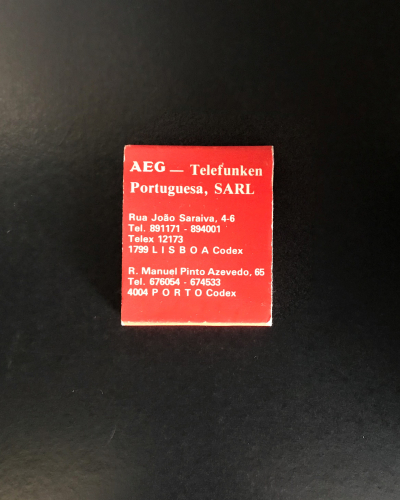 AEG — Telefunken
Portuguesa, SARL
Rua João Saraiva, 4-6
Tel. 891171 - 894001
Telex 12173
1799 L I S B O A Codex
R. Manuel Pinto Azevedo, 65
Tel. 676054 - 674533
4004 P O R T O Codex